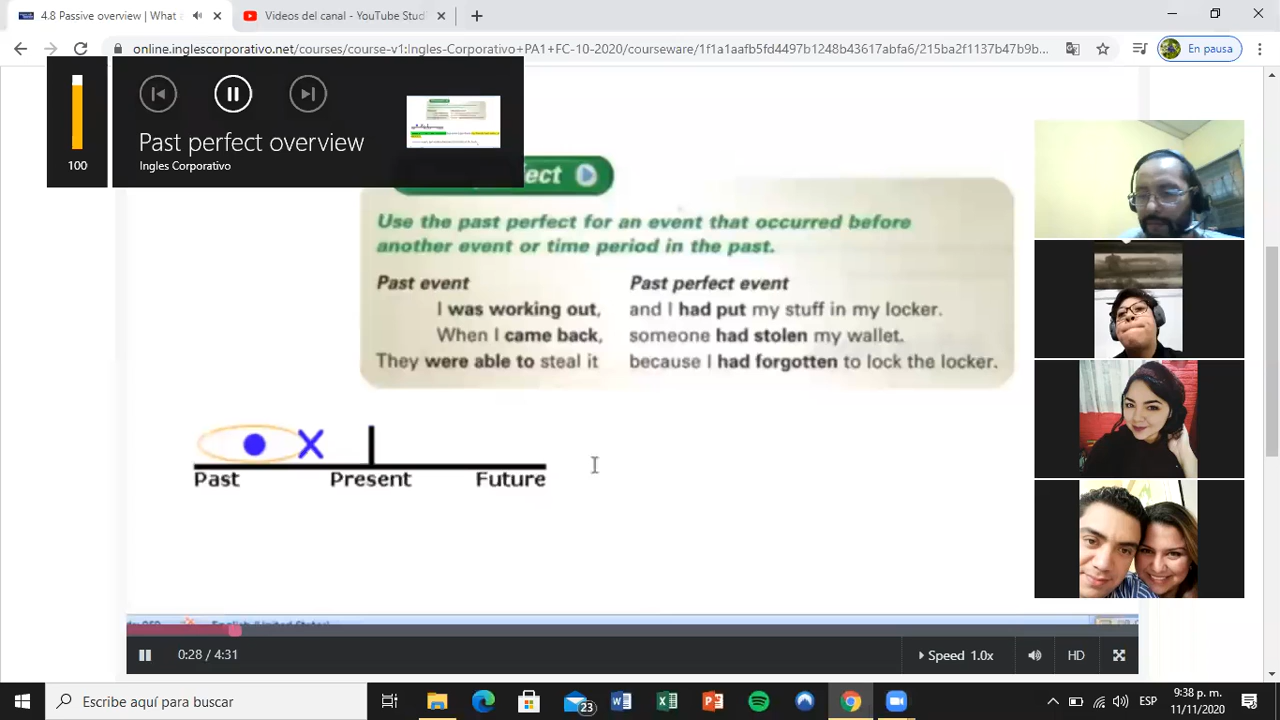 4.8 Passive overview | What
Videos del canal - YouTube Stud
online.inglescorporativo.net/courses/course-v1:Ingles-Corporativo+PA1+FC-10-2020/courseware/1f1a1aafb5fd4497b1248b43617abfa6/215ba2f1137b47b9b...
En pausa
Past perfect overview
Ingles Corporativo
100
Use the past perfect for an event that occurred before
another event or time period in the past.
Past event Past perfect event
I was working out, and I had put my stuff in my locker.
When I came back, someone had stolen my wallet.
They were able to steal it because I had forgotten to lock the locker.
Past Present Future
English (United States)
0:28 / 4:31
Speed 1.0x
HD
Escribe aquí para buscar
23
ESP
9:38 p. m.
11/11/2020